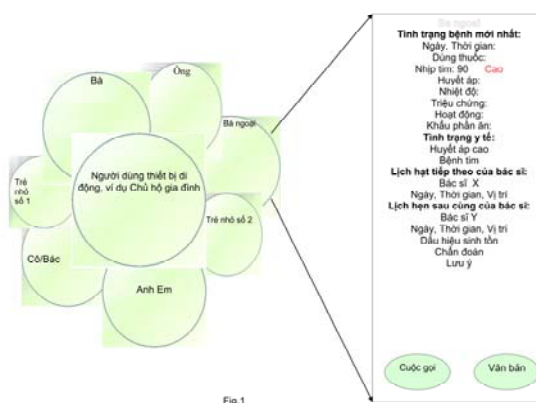 Bà
Ông
Bà ngoại
Người dùng thiết bị di
động, ví dụ Chủ hộ gia đình
Trẻ
nhỏ
số 1
Trẻ nhỏ số 2
Cô/Bác
Anh Em
Fig.1
Ba ngoại
Tình trạng bệnh mới nhất:
Ngày, Thời gian:
Dùng thuốc:
Nhịp tim: 90 Cao
Huyết áp:
Nhiệt độ:
Triệu chứng:
Hoạt động:
Khẩu phần ăn:
Tình trạng y tế:
Huyết áp cao
Bệnh tim
Lịch hạt tiếp theo của bác sĩ:
Bác sĩ X
Ngày, Thời gian, Vị trí
Lịch hẹn sau cùng của bác sĩ:
Bác sĩ Y
Ngày, Thời gian, Vị trí
Dấu hiệu sinh tồn
Chẩn đoán
Lưu ý
Cuộc gọi
Văn bản